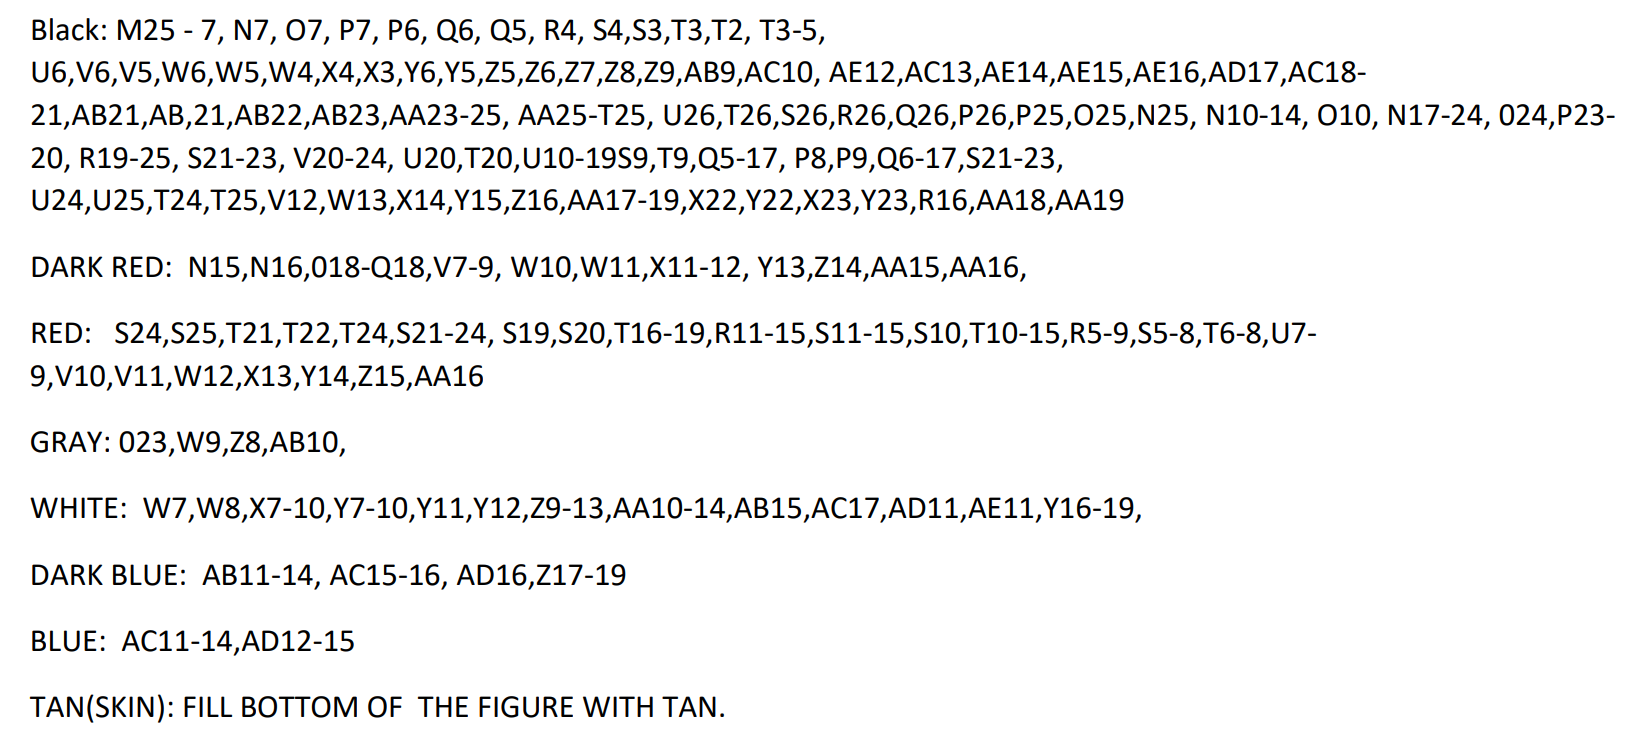 Black: M25 - 7, N7, O7, P7, P6, Q6, Q5, R4, S4,S3,T3,T2, T3-5,
U6,V6,V5,W6,W5,W4,X4,X3,Y6,Y5,Z5,Z6,Z7,Z8,Z9,AB9,AC10, AE12,AC13,AE14,AE15,AE16,AD17,AC18-
21,AB21,AB,21,AB22,AB23,AA23-25, AA25-T25, U26,T26,S26,R26,Q26,P26,P25,O25,N25, N10-14, O10, N17-24, 024,P23-
20, R19-25, S21-23, V20-24, U20,T20,U10-19S9,T9,Q5-17, P8,P9,Q6-17,S21-23,
U24,U25,T24,T25,V12,W13,X14,Y15,Z16,AA17-19,X22,Y22,X23,Y23,R16,AA18,AA19
DARK RED:  N15,N16,018-Q18,V7-9, W10,W11,X11-12, Y13,Z14,AA15,AA16,
RED:   S24,S25,T21,T22,T24,S21-24, S19,S20,T16-19,R11-15,S11-15,S10,T10-15,R5-9,S5-8,T6-8,U7-
9,V10,V11,W12,X13,Y14,Z15,AA16
GRAY: 023,W9,Z8,AB10,
WHITE:  W7,W8,X7-10,Y7-10,Y11,Y12,Z9-13,AA10-14,AB15,AC17,AD11,AE11,Y16-19,
DARK BLUE:  AB11-14, AC15-16, AD16,Z17-19
BLUE:  AC11-14,AD12-15
TAN(SKIN): FILL BOTTOM OF  THE FIGURE WITH TAN.